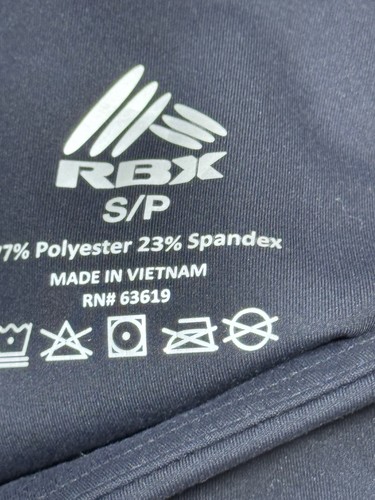 RBX
S/P
7% Polyester 23% Spandex
MADE IN VIETNAM
RN# 63619